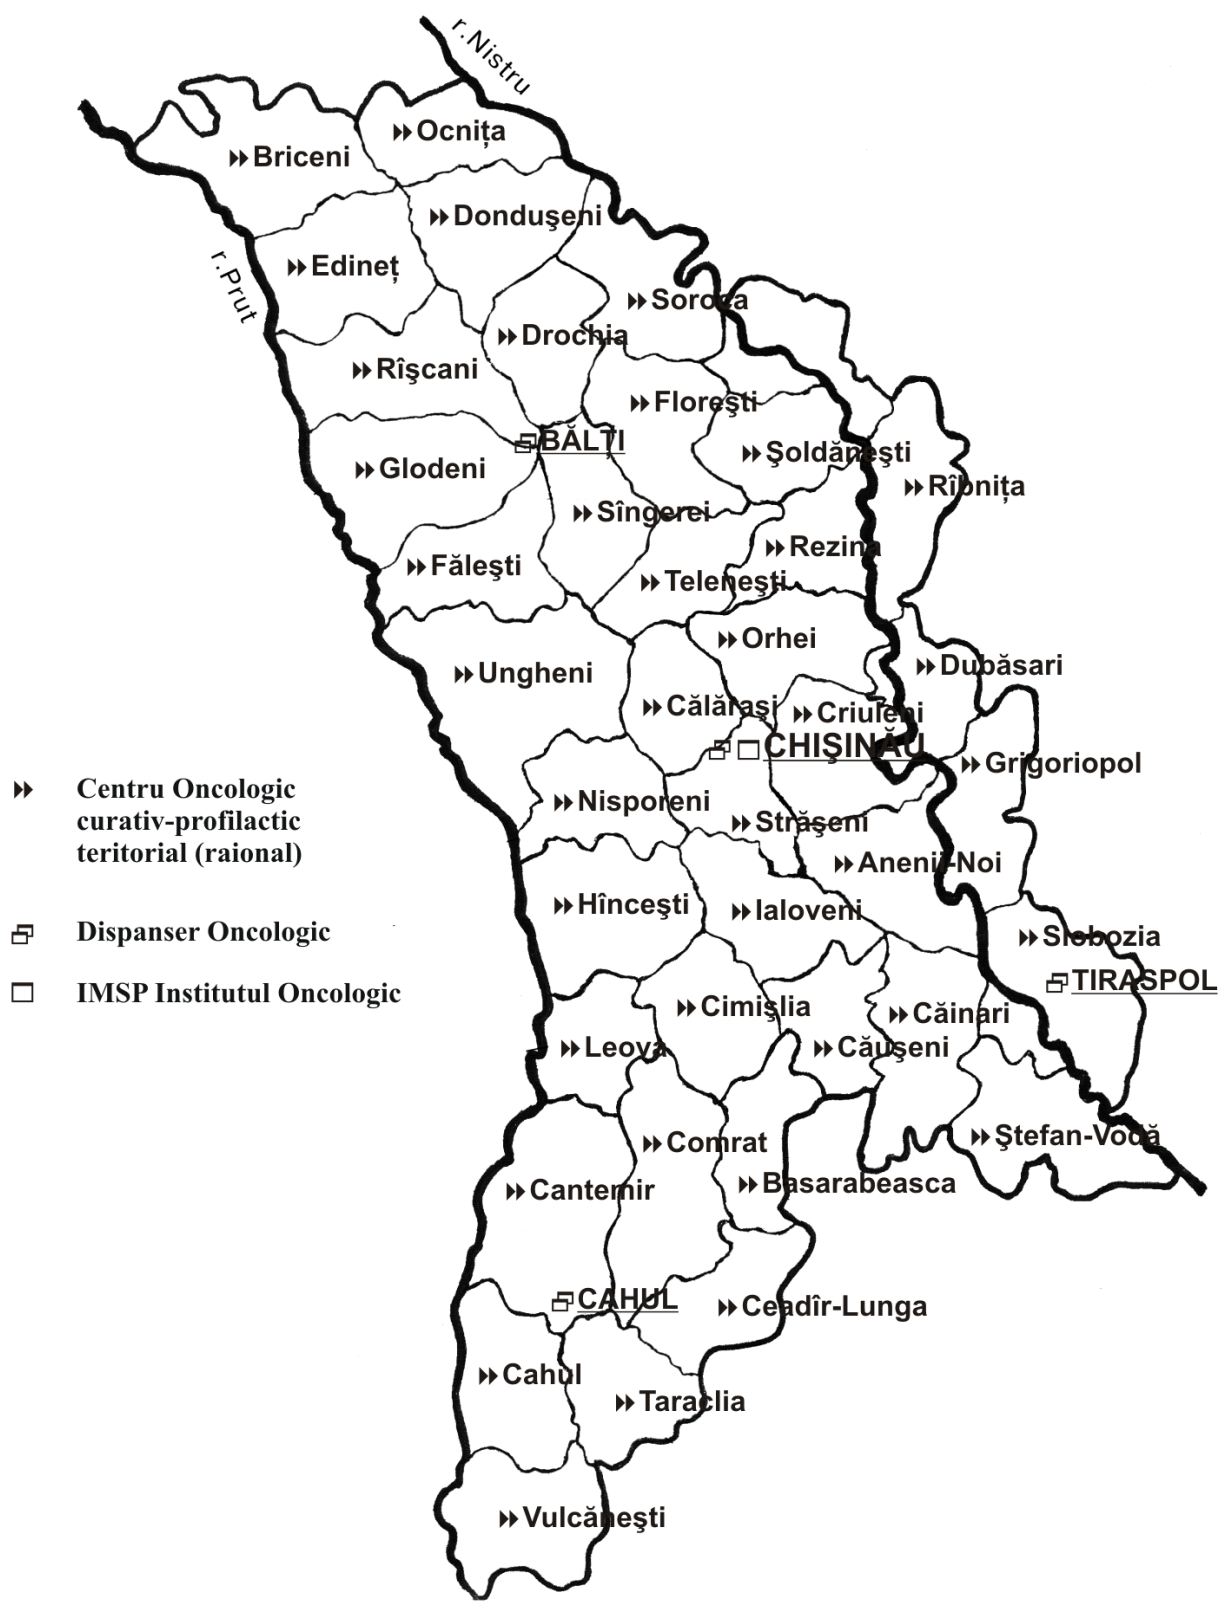 r.Nistru
Ocnița
Briceni
Dondușeni
Edineț
r.Prut
Soroca
Drochia
Rîșcani
Florești
BĂLȚI
Șoldănești
Glodeni
Rîbnița
Sîngerei
Rezina
Fălești
Telenești
Orhei
Dubăsari
Ungheni
Călărași
Criuleni
CHIȘINĂU
Grigoriopol
Nisporeni
Strășeni
Anenii-Noi
Hîncești
Ialoveni
Slobozia
TIRASPOL
Cimișlia
Căinari
Leova
Căușeni
Ștefan-Vodă
Comrat
Cantemir
Basarabeasca
CAHUL
Ceadîr-Lunga
Cahul
Taraclia
Vulcănești
Centru Oncologic
curativ-profilactic
teritorial (raional)
Dispanser Oncologic
IMSP Institutul Oncologic